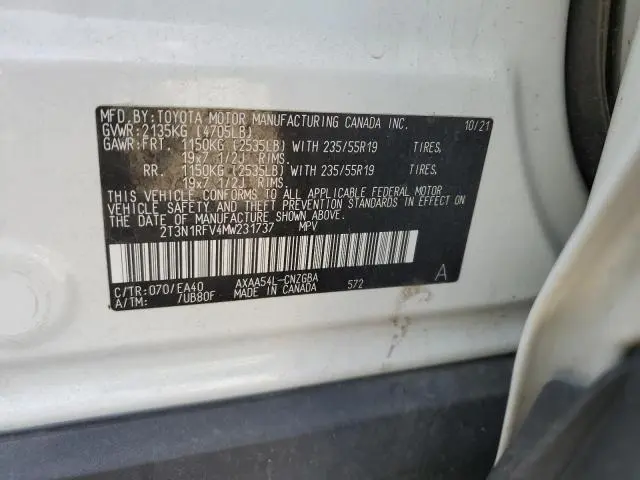 MFD.BY:TOYOTA MOTOR MANUFACTURING CANADA INC. 10/21
GVWR:2135KG (4705LB)
GAWR:FRT. 1150KG (2535LB) WITH 235/55R19 TIRES,
19x7 1/2J RIMS.
RR. 1150KG (2535LB) WITH 235/55R19 TIRES,
19x7 1/2J RIMS.
THIS VEHICLE CONFORMS TO ALL APPLICABLE FEDERAL MOTOR
VEHICLE SAFETY AND THEFT PREVENTION STANDARDS IN EFFECT ON
THE DATE OF MANUFACTURE SHOWN ABOVE.
2T3N1RFV4MW231737 MPV
C/TR:070/EA40 AXAA54L-CNZGBA A
A/TM: /UB80F MADE IN CANADA 572